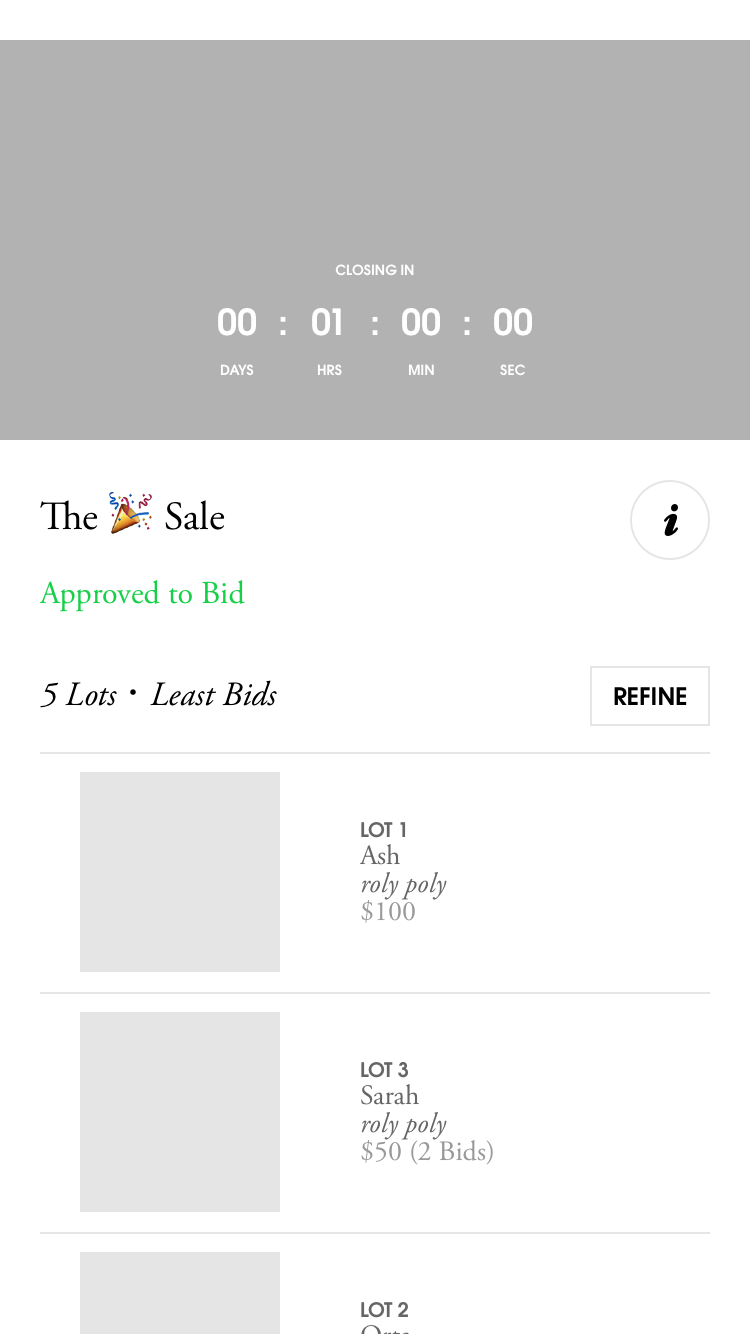 CLOSING IN
00 : 01 : 00 : 00
DAYS HRS MIN SEC
The 🎉 Sale
i
Approved to Bid
5 Lots • Least Bids
REFINE
LOT 1
Ash
roly poly
$100
LOT 3
Sarah
roly poly
$50 (2 Bids)
LOT 2